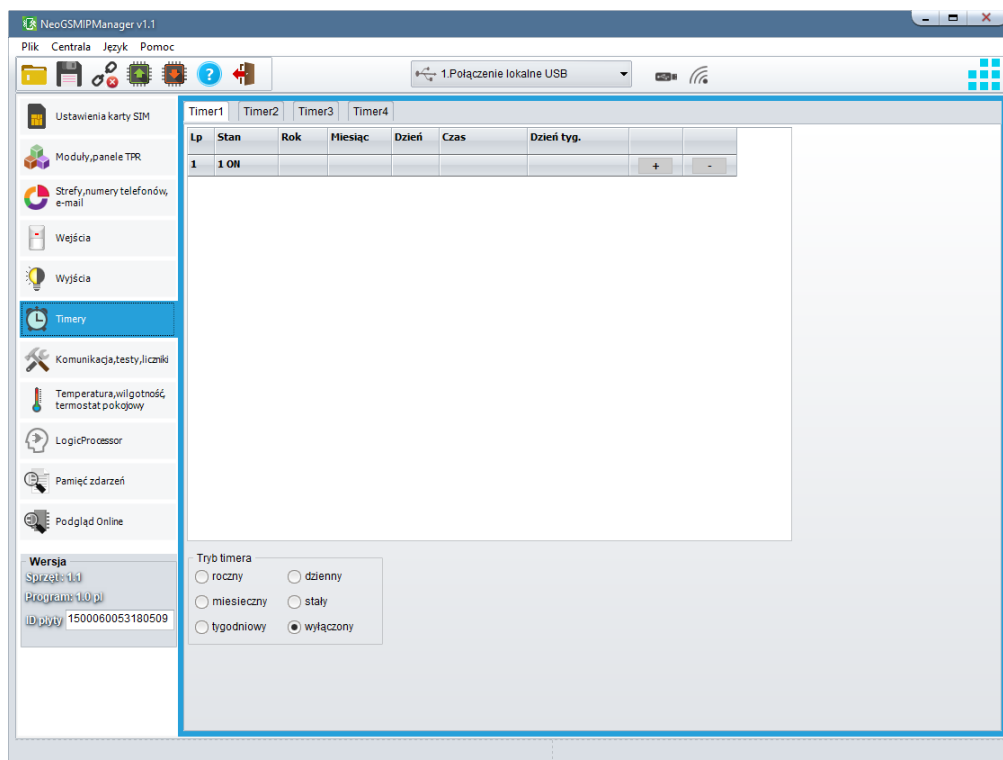 NeoGSMIPManager v1.1
Plik Centrala Język Pomoc
1.Połączenie lokalne USB
Ustawienia karty SIM
Moduły,panele TPR
Strefy,numery telefonów,
e-mail
Wejścia
Wyjścia
Timery
Komunikacja,testy,liczniki
Temperatura,wilgotność,
termostat pokojowy
LogicProcessor
Pamięć zdarzeń
Podgląd Online
Wersja
Sprzęt: 1.1
Program: 1.0 pl
ID płyty 1500060053180509
Timer1 Timer2 Timer3 Timer4
Lp Stan Rok Miesiąc Dzień Czas Dzień tyg.
1 1 ON + -
Tryb timera
roczny dzienny
miesieczny stały
tygodniowy wyłączony